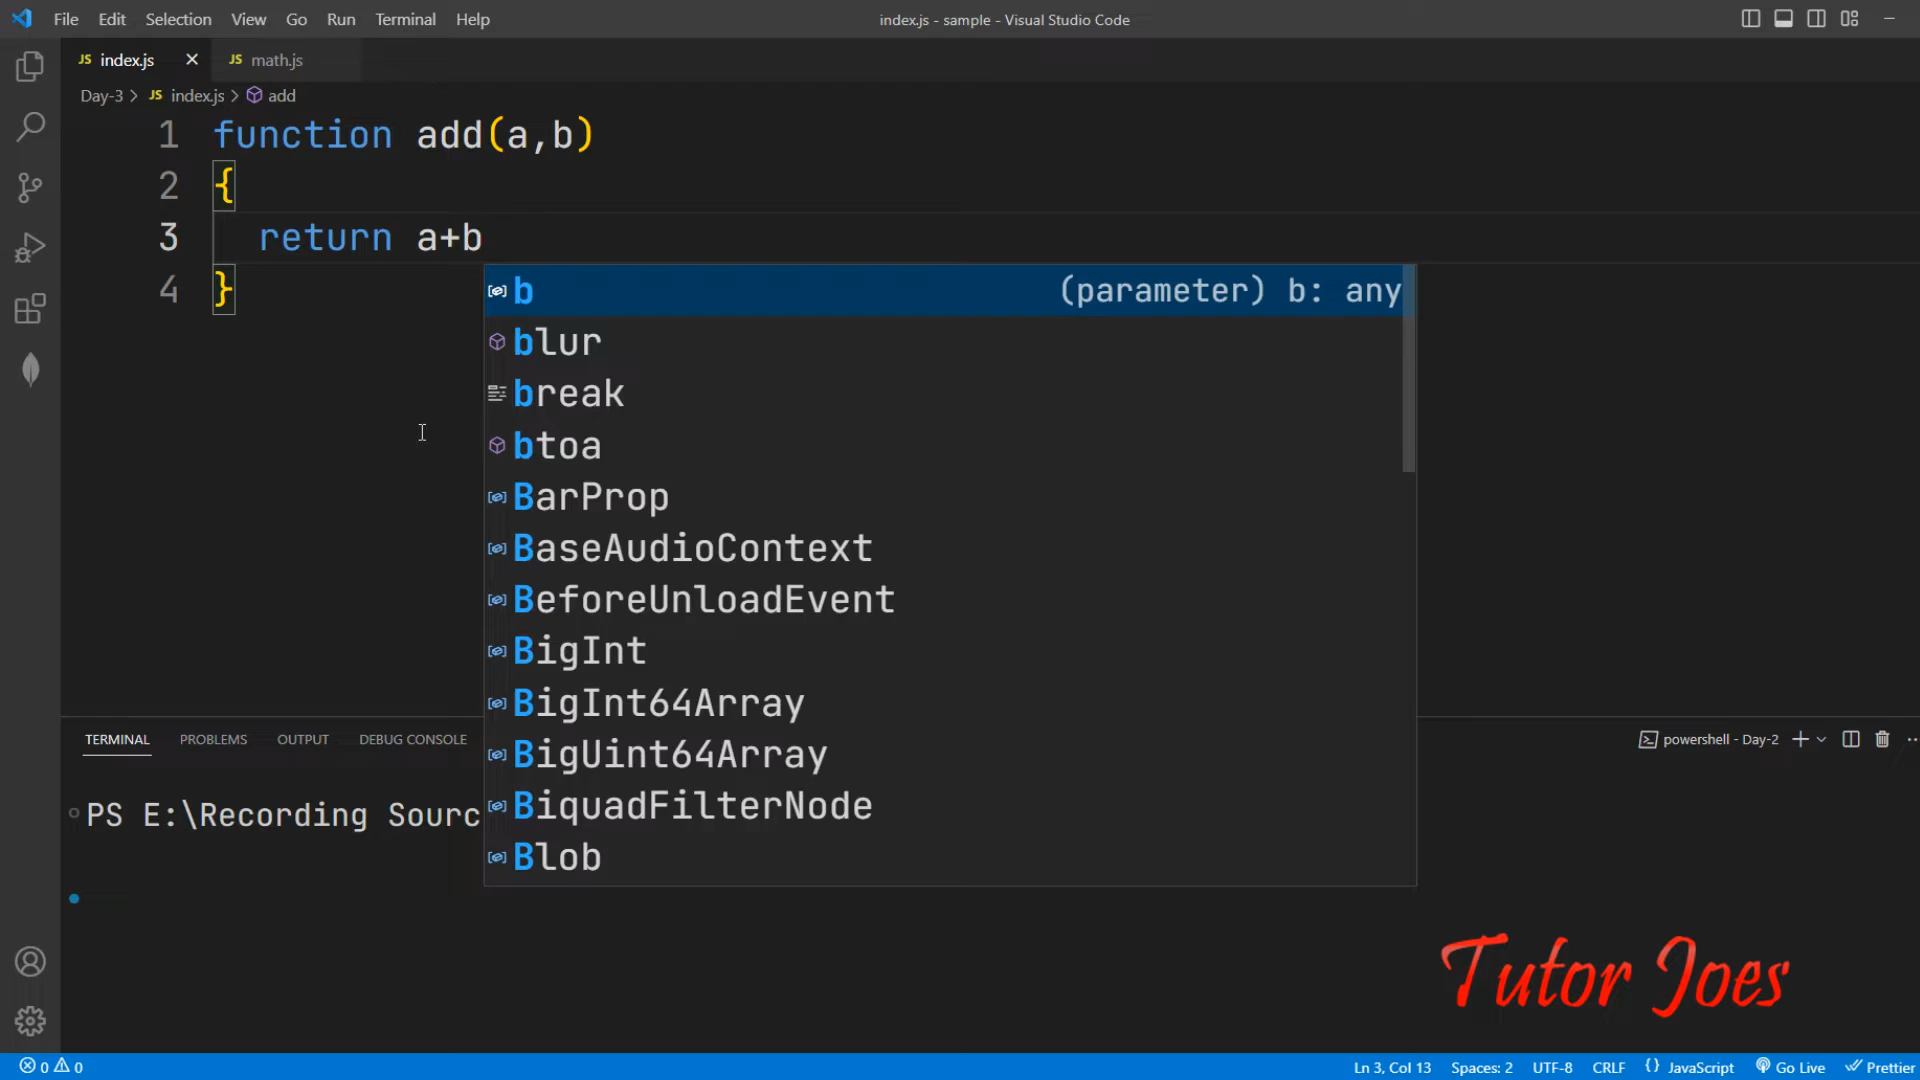 File Edit Selection View Go Run Terminal Help
index.js - sample - Visual Studio Code
JS index.js
JS math.js
Day-3 > JS index.js > add
1 function add(a,b)
2 {
3 return a+b
4 }
b (parameter) b: any
blur
break
btoa
BarProp
BaseAudioContext
BeforeUnloadEvent
BigInt
BigInt64Array
BigUint64Array
BiquadFilterNode
Blob
TERMINAL PROBLEMS OUTPUT DEBUG CONSOLE
powershell - Day-2
PS E:\Recording Sourc
Tutor Joes
0 0
Ln 3, Col 13 Spaces: 2 UTF-8 CRLF {} JavaScript Go Live Prettier